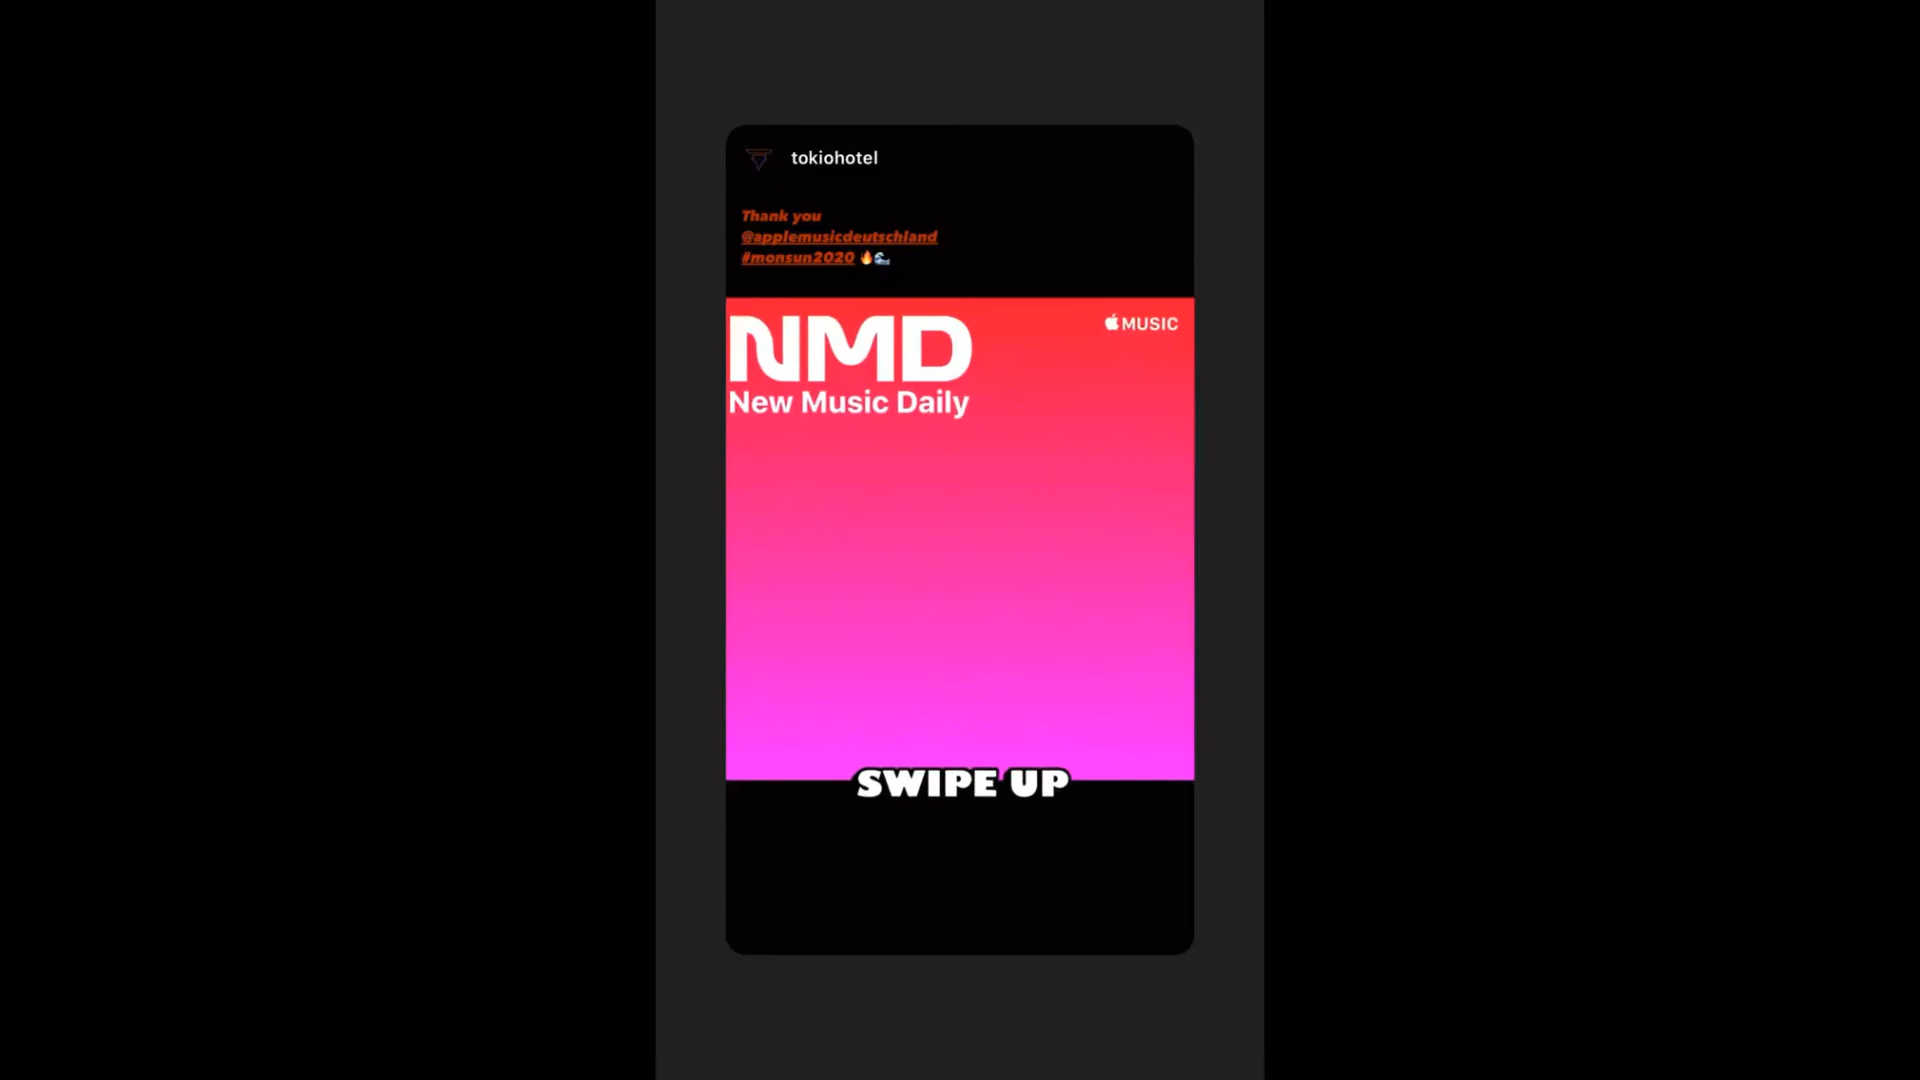 tokiohotel
Thank you
@applemusicdeutschland
#monsun2020 🔥🌊
NMD
MUSIC
New Music Daily
SWIPE UP